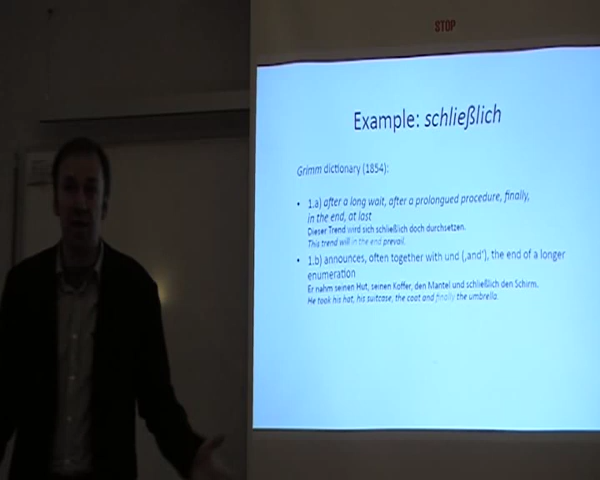 STOP
Example: schließlich
Grimm dictionary (1854):
• 1.a) after a long wait, after a prolongued procedure, finally,
in the end, at last
Dieser Trend wird sich schließlich doch durchsetzen.
This trend will in the end prevail.
• 1.b) announces, often together with und (‚and'), the end of a longer
enumeration
Er nahm seinen Hut, seinen Koffer, den Mantel und schließlich den Schirm.
He took his hat, his suitcase, the coat and finally the umbrella.